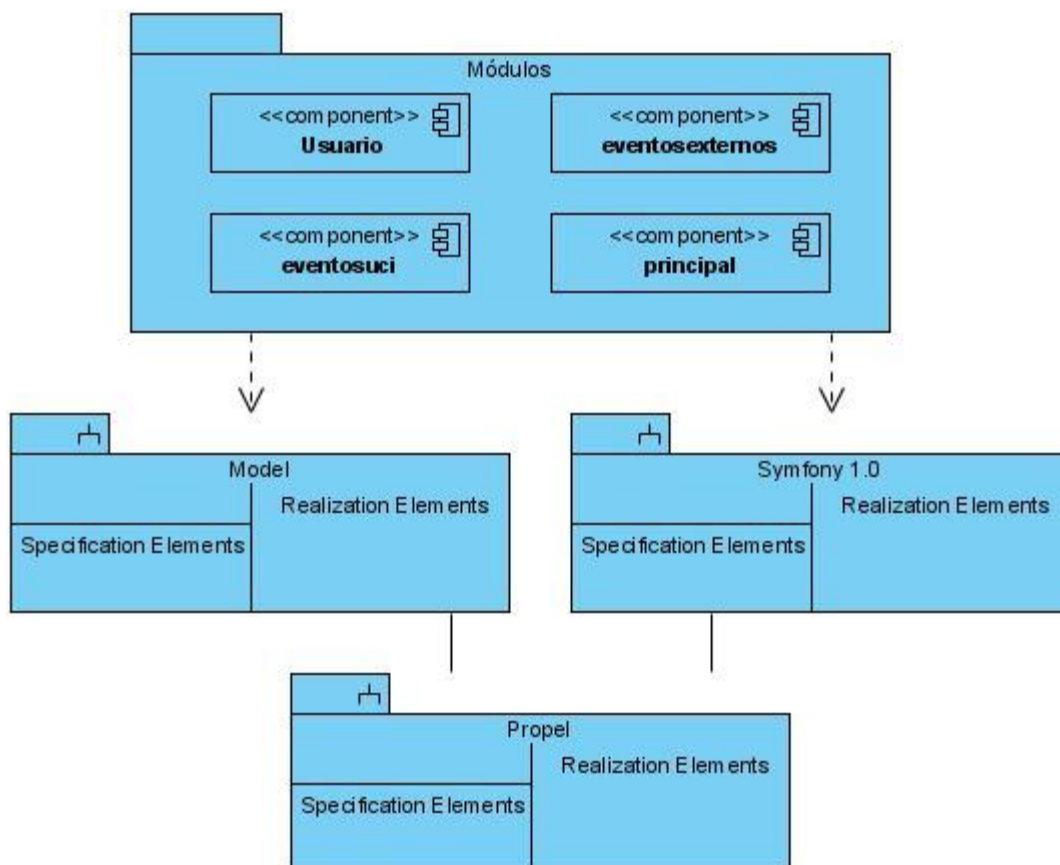 Módulos
<<component>>
Usuario
<<component>>
eventosexternos
<<component>>
eventosuci
<<component>>
principal
Model
Realization Elements
Specification Elements
Symfony 1.0
Realization Elements
Specification Elements
Propel
Realization Elements
Specification Elements